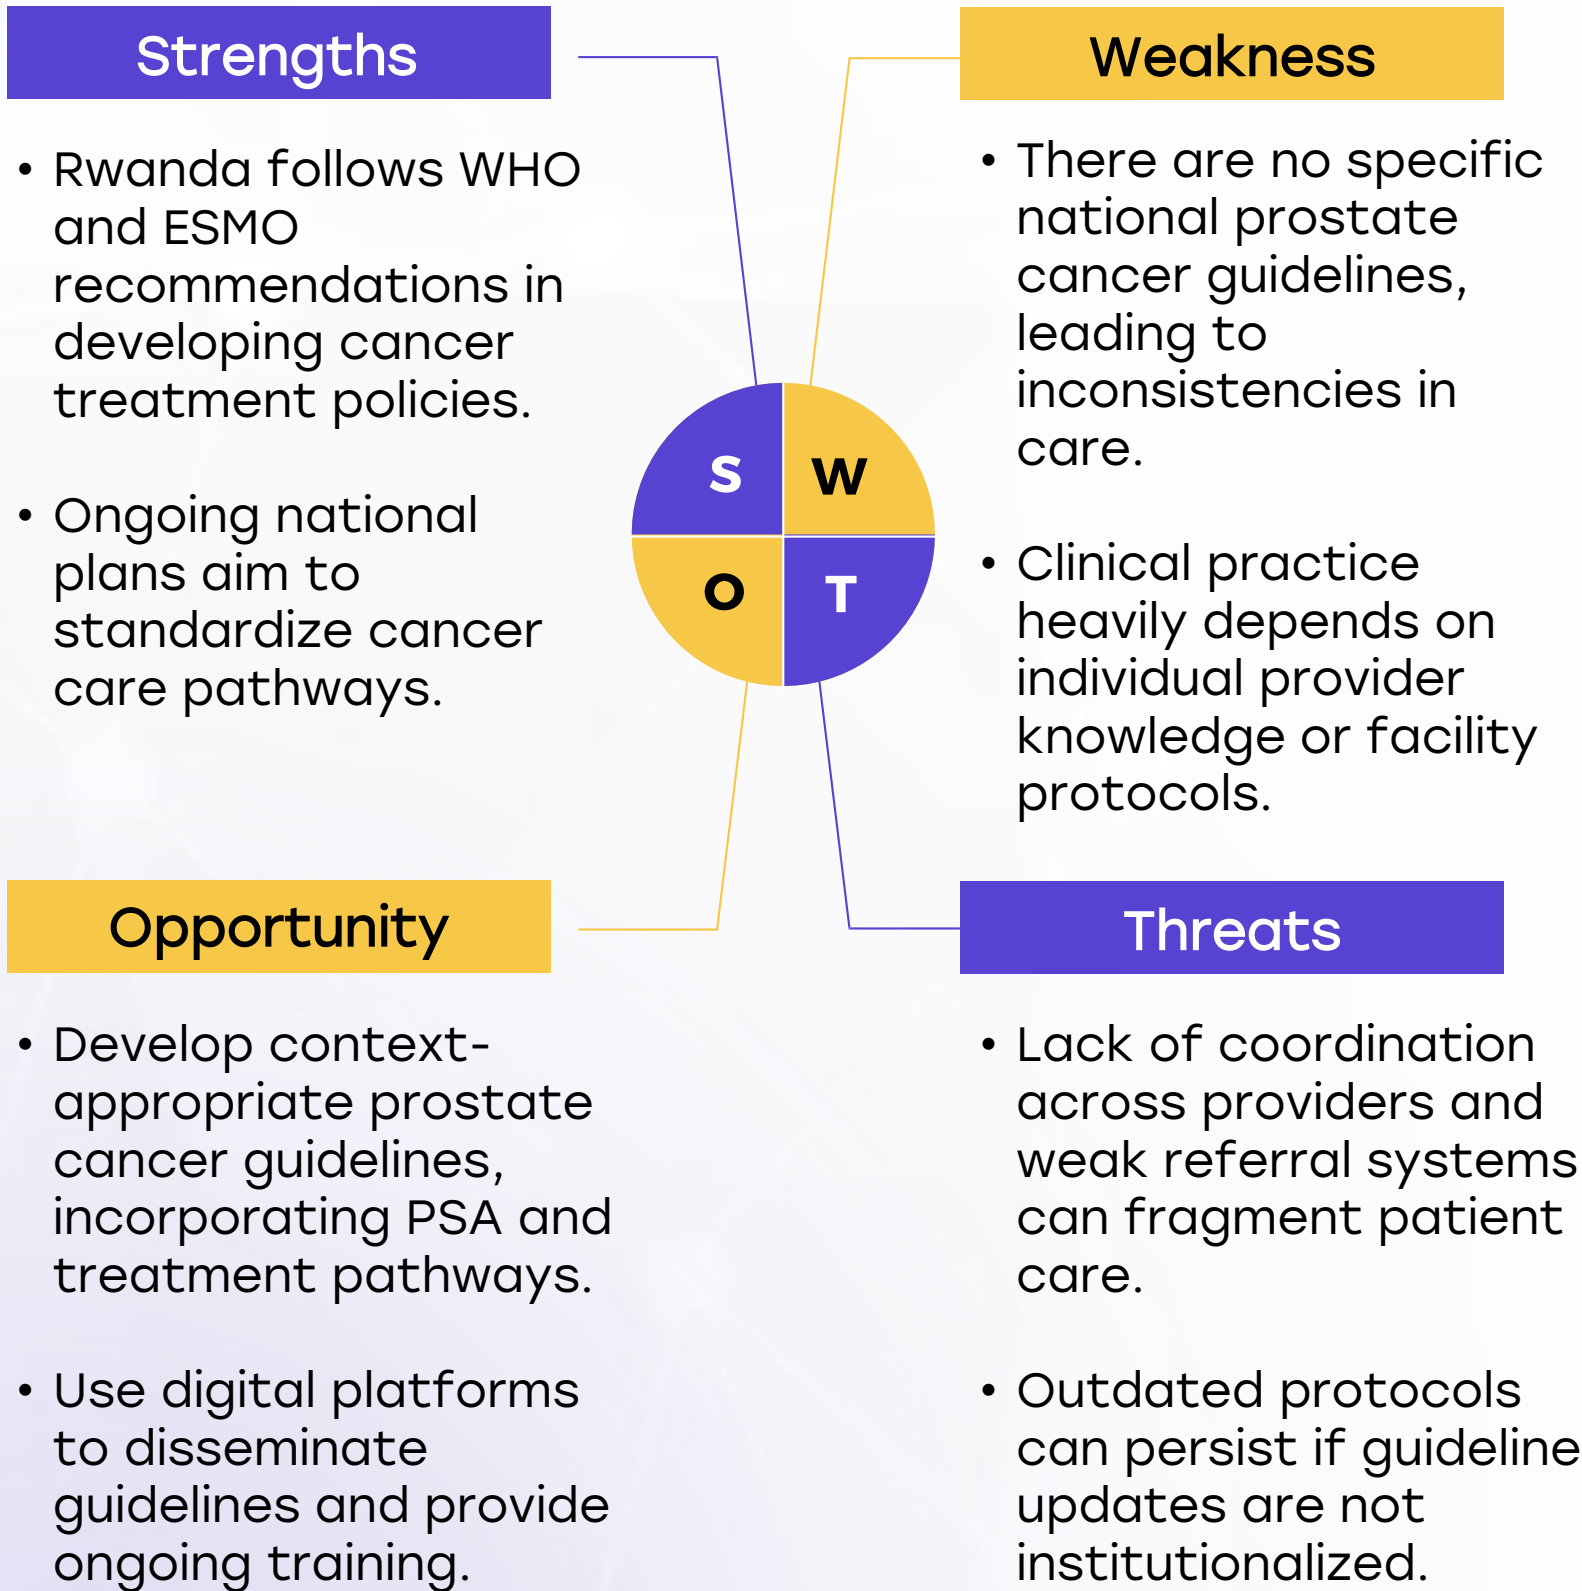 Strengths
• Rwanda follows WHO
and ESMO
recommendations in
developing cancer
treatment policies.
• Ongoing national
plans aim to
standardize cancer
care pathways.
Weakness
• There are no specific
national prostate
cancer guidelines,
leading to
inconsistencies in
care.
• Clinical practice
heavily depends on
individual provider
knowledge or facility
protocols.
S
W
O
T
Opportunity
• Develop context-
appropriate prostate
cancer guidelines,
incorporating PSA and
treatment pathways.
• Use digital platforms
to disseminate
guidelines and provide
ongoing training.
Threats
• Lack of coordination
across providers and
weak referral systems
can fragment patient
care.
• Outdated protocols
can persist if guideline
updates are not
institutionalized.